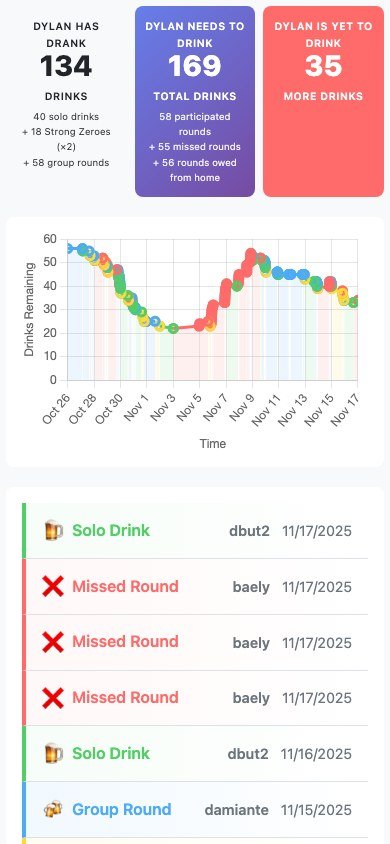 DYLAN HAS
DRANK
134
DRINKS
40 solo drinks
+ 18 Strong Zeroes
(×2)
+ 58 group rounds
DYLAN NEEDS TO
DRINK
169
TOTAL DRINKS
58 participated
rounds
+ 55 missed rounds
+ 56 rounds owed
from home
DYLAN IS YET TO
DRINK
35
MORE DRINKS
Drinks Remaining
60
50
40
30
20
10
0
Oct 26
Oct 28
Oct 30
Nov 1
Nov 3
Nov 5
Nov 7
Nov 9
Nov 11
Nov 13
Nov 15
Nov 17
Time
Solo Drink dbut2 11/17/2025
Missed Round baely 11/17/2025
Missed Round baely 11/17/2025
Missed Round baely 11/17/2025
Solo Drink dbut2 11/16/2025
Group Round damiante 11/15/2025